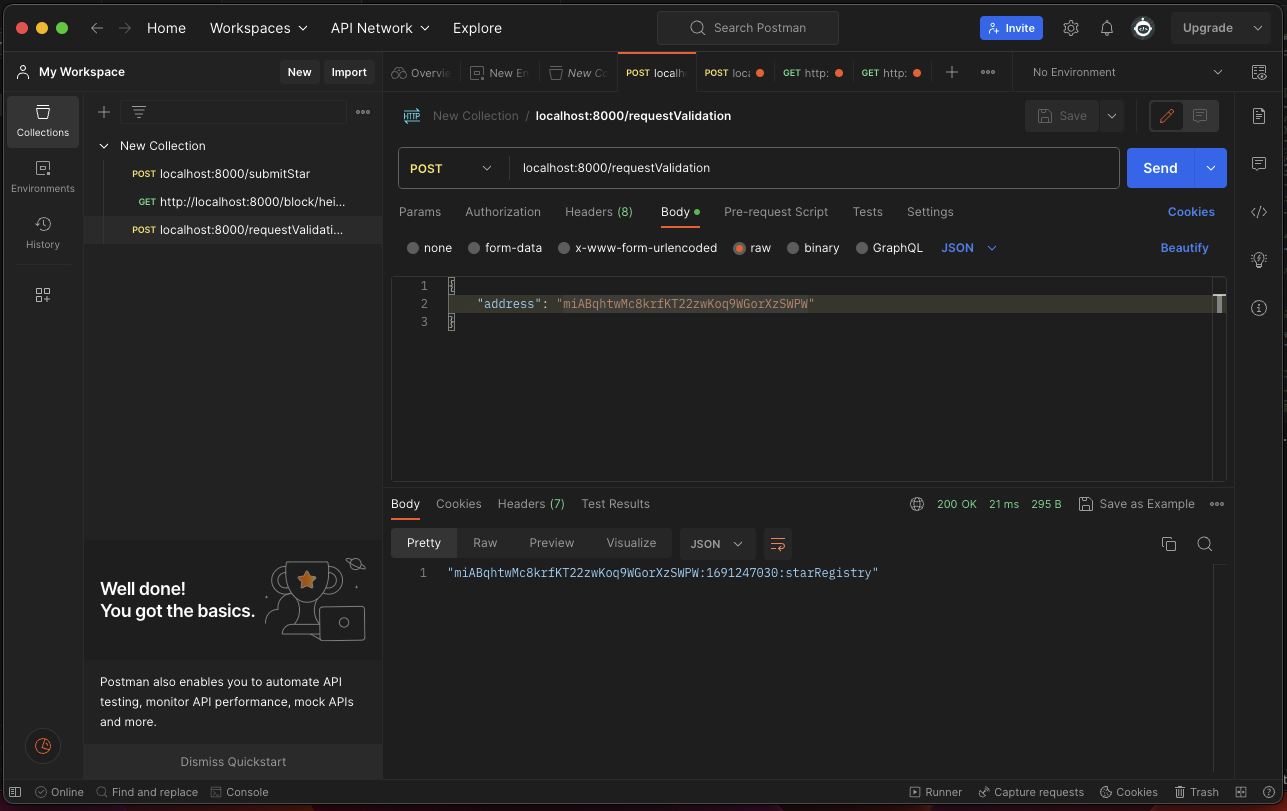 Home
Workspaces
API Network
Explore
Search Postman
Invite
Upgrade
My Workspace
New
Import
Overvie
New En
New Co
POST localh
POST loca
GET http:
GET http:
No Environment
Collections
Environments
History
New Collection
POST localhost:8000/submitStar
GET http://localhost:8000/block/hei...
POST localhost:8000/requestValidati...
HTTP
New Collection / localhost:8000/requestValidation
Save
POST
localhost:8000/requestValidation
Send
Params
Authorization
Headers (8)
Body
Pre-request Script
Tests
Settings
Cookies
none
form-data
x-www-form-urlencoded
raw
binary
GraphQL
JSON
Beautify
1 {
2 "address": "miABqhtwMc8krfKT22zwKoq9WGorXzSWPW"
3 }
Body
Cookies
Headers (7)
Test Results
200 OK
21 ms
295 B
Save as Example
Pretty
Raw
Preview
Visualize
JSON
1 "miABqhtwMc8krfKT22zwKoq9WGorXzSWPW:1691247030:starRegistry"
Well done!
You got the basics.
Postman also enables you to automate API
testing, monitor API performance, mock APIs
and more.
Dismiss Quickstart
Online
Find and replace
Console
Runner
Capture requests
Cookies
Trash